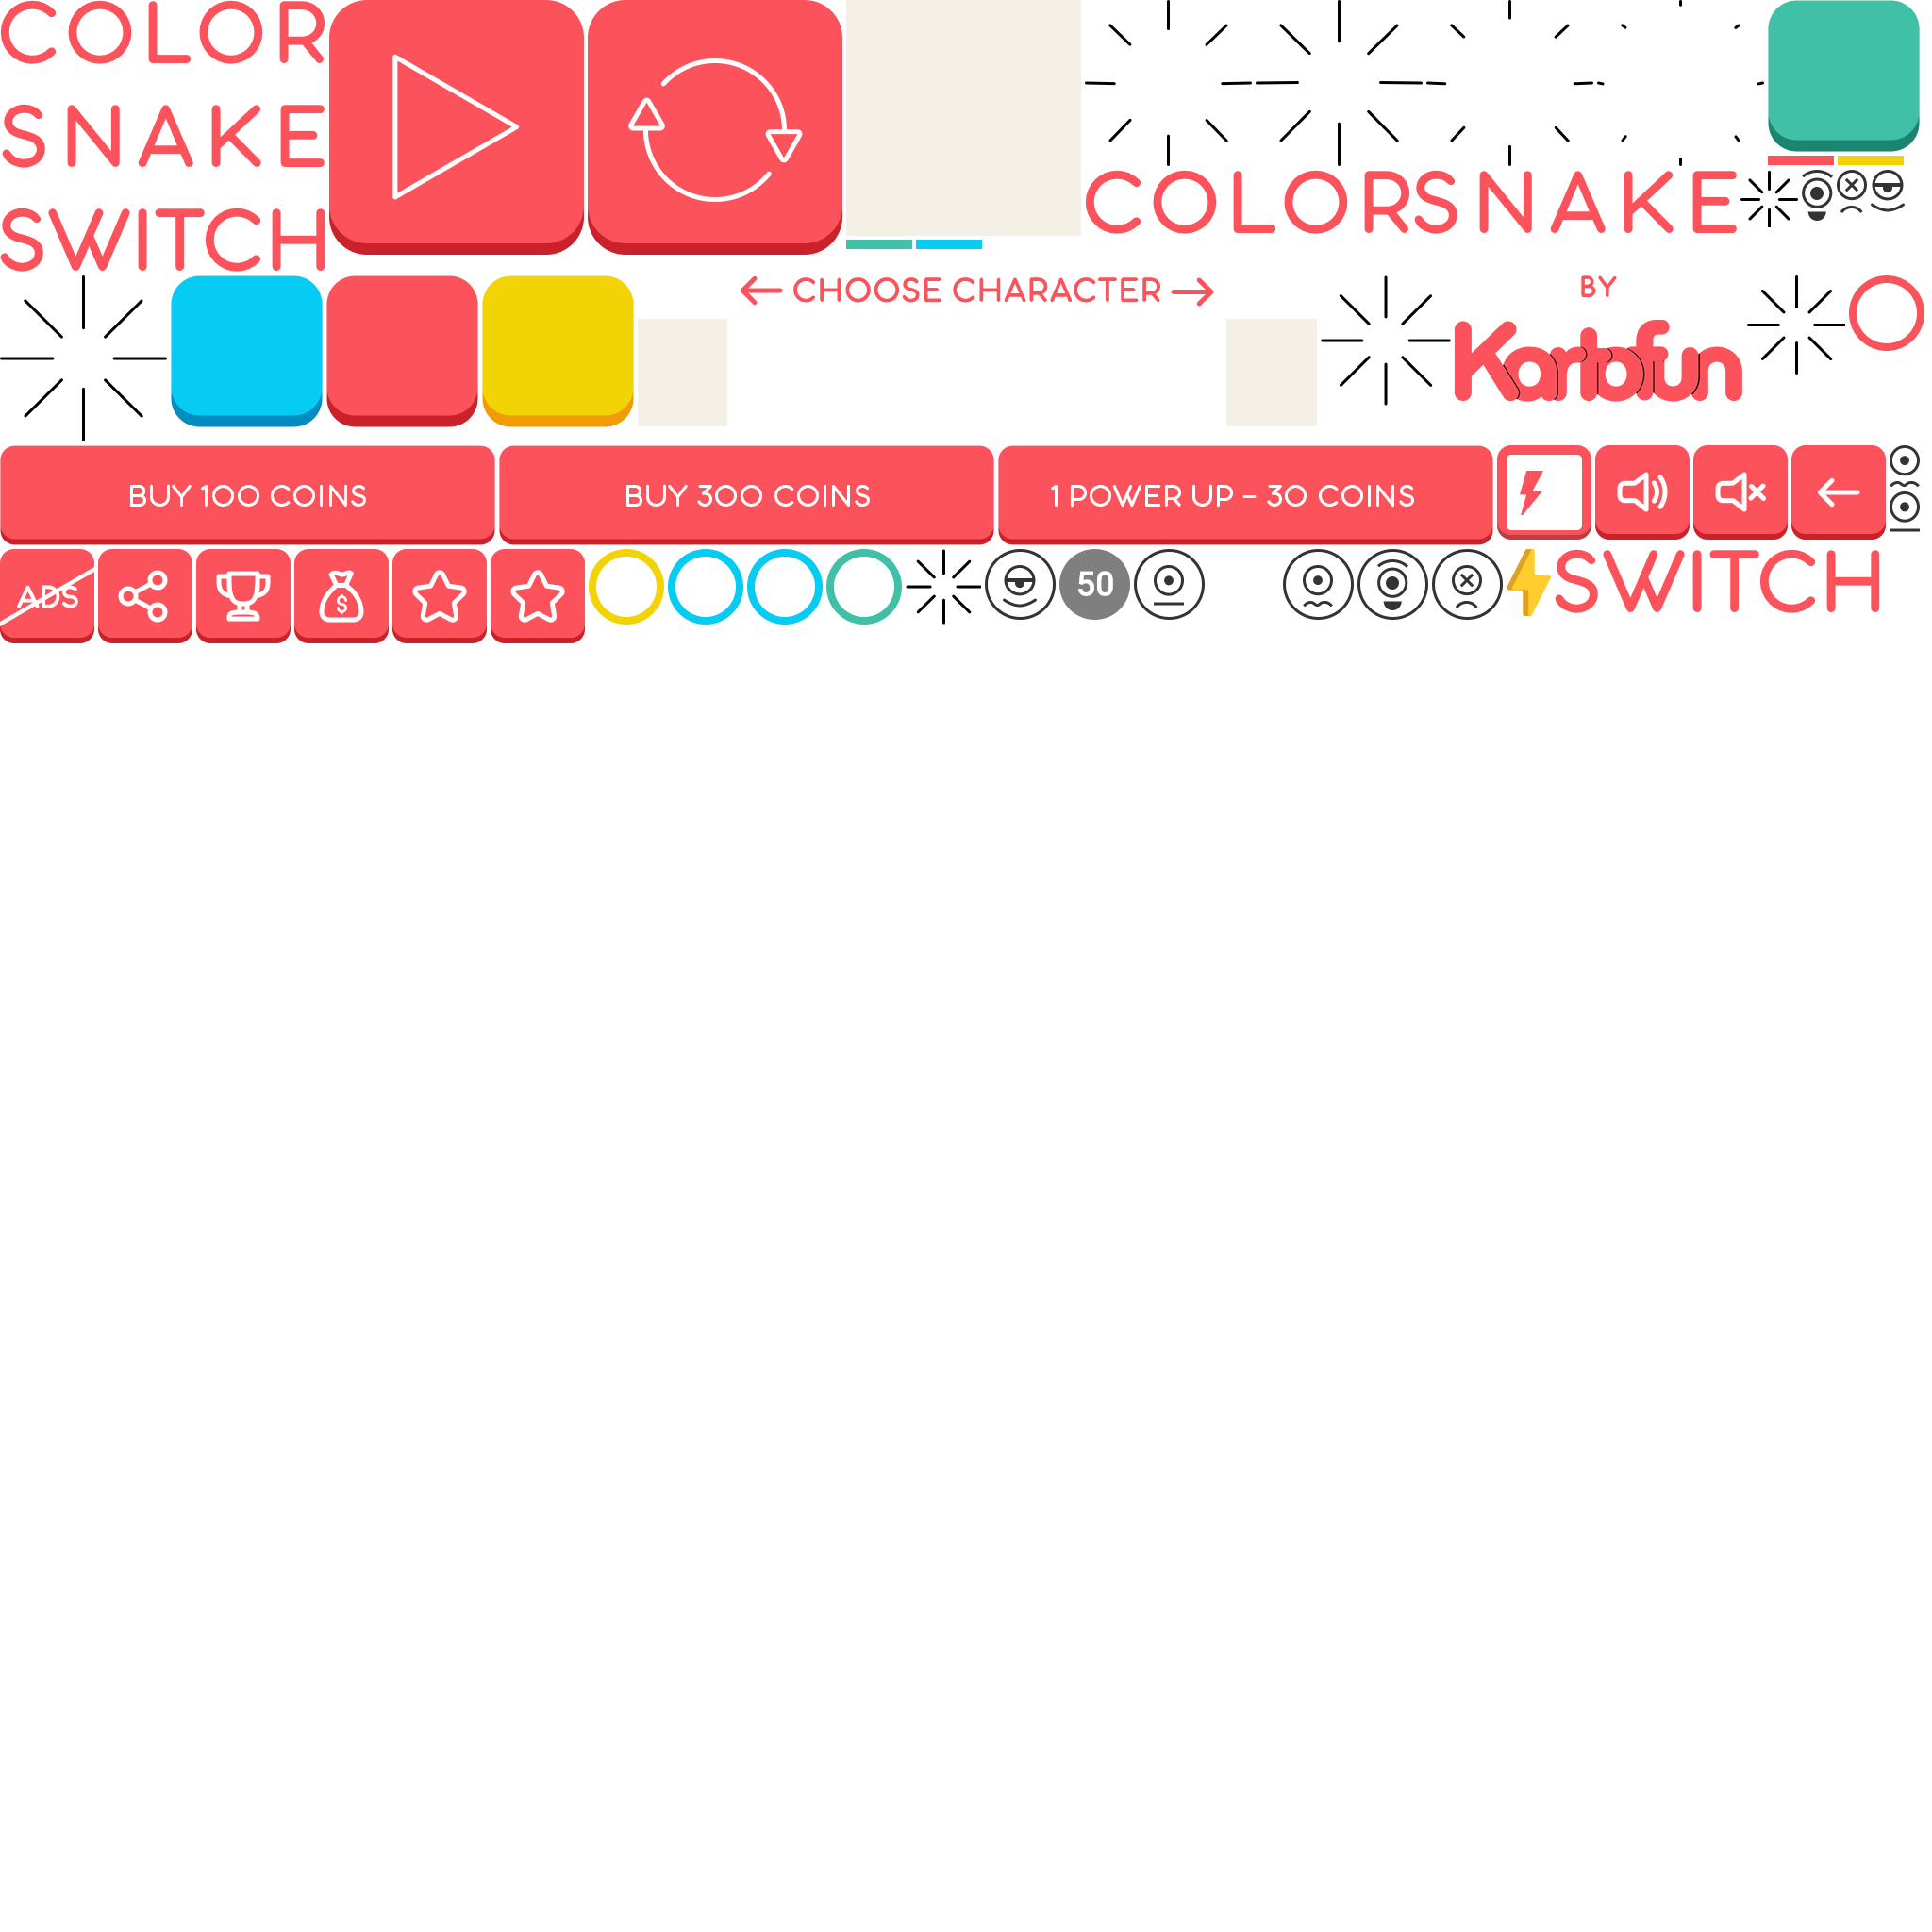 COLOR
SNAKE
SWITCH
COLORSNAKE
← CHOOSE CHARACTER →
BY
Karibafun
BUY 100 COINS
BUY 300 COINS
1 POWER UP - 30 COINS
ADS
$
50
SWITCH